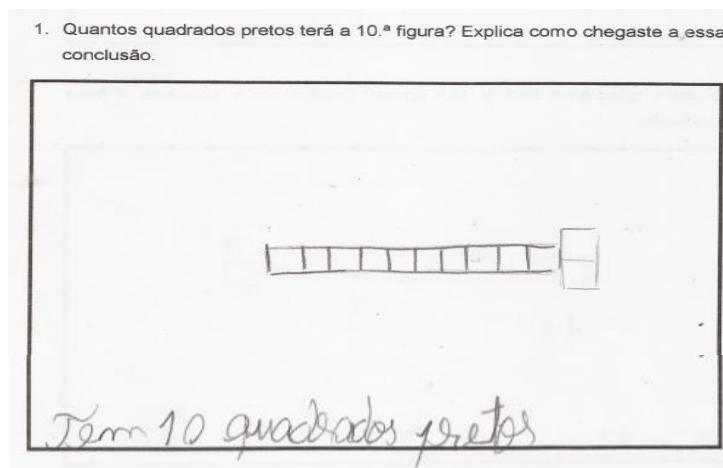 1. Quantos quadrados pretos terá a 10.ª figura? Explica como chegaste a essa
conclusão.
Tem 10 quadrados pretos